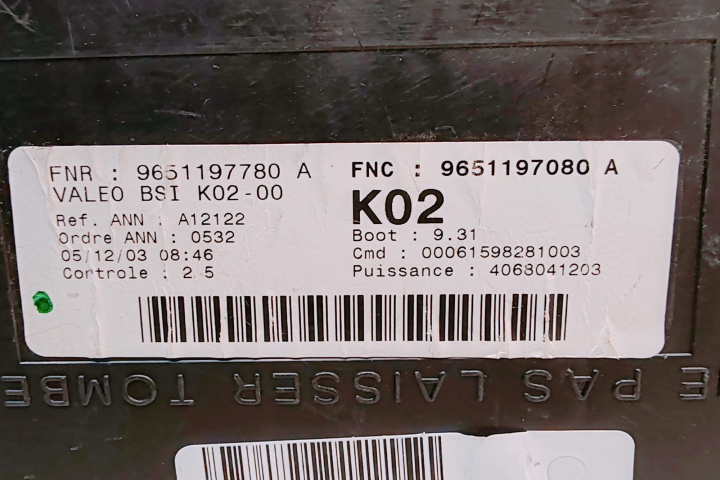 FNR : 9651197780 A
VALEO BSI K02-00
Ref. ANN : A12122
Ordre ANN : 0532
05/12/03 08:46
Controle : 2 5
FNC : 9651197080 A
K02
Boot : 9.31
Cmd : 00061598281003
Puissance : 4068041203
E PAS LAISSER TOMBE